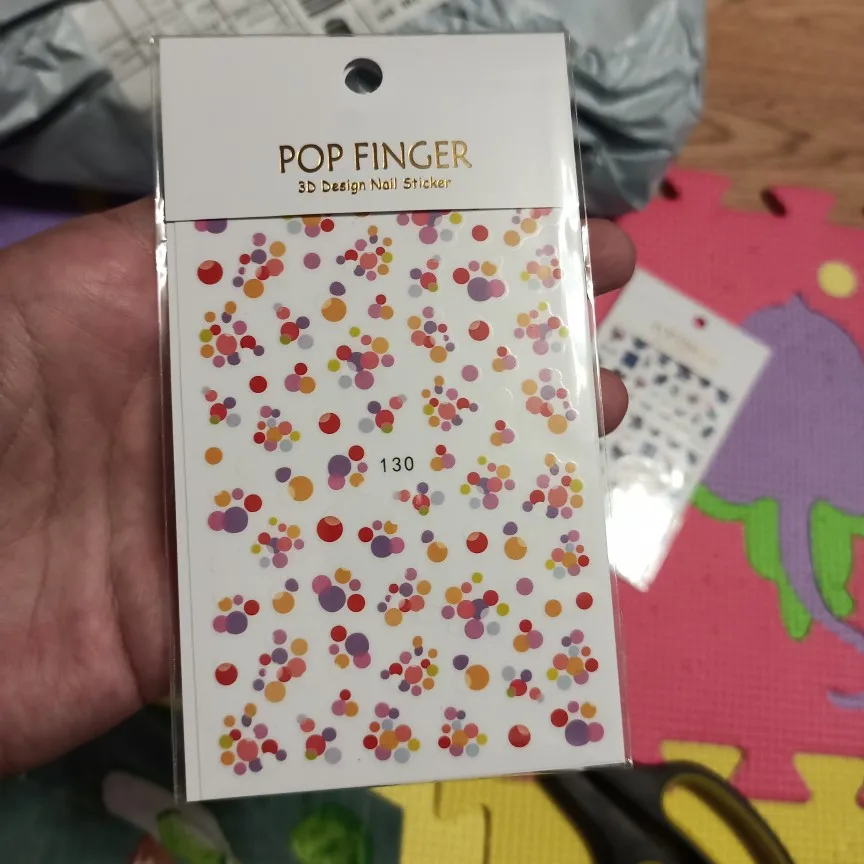 POP FINGER
3D Design Nail Sticker
130